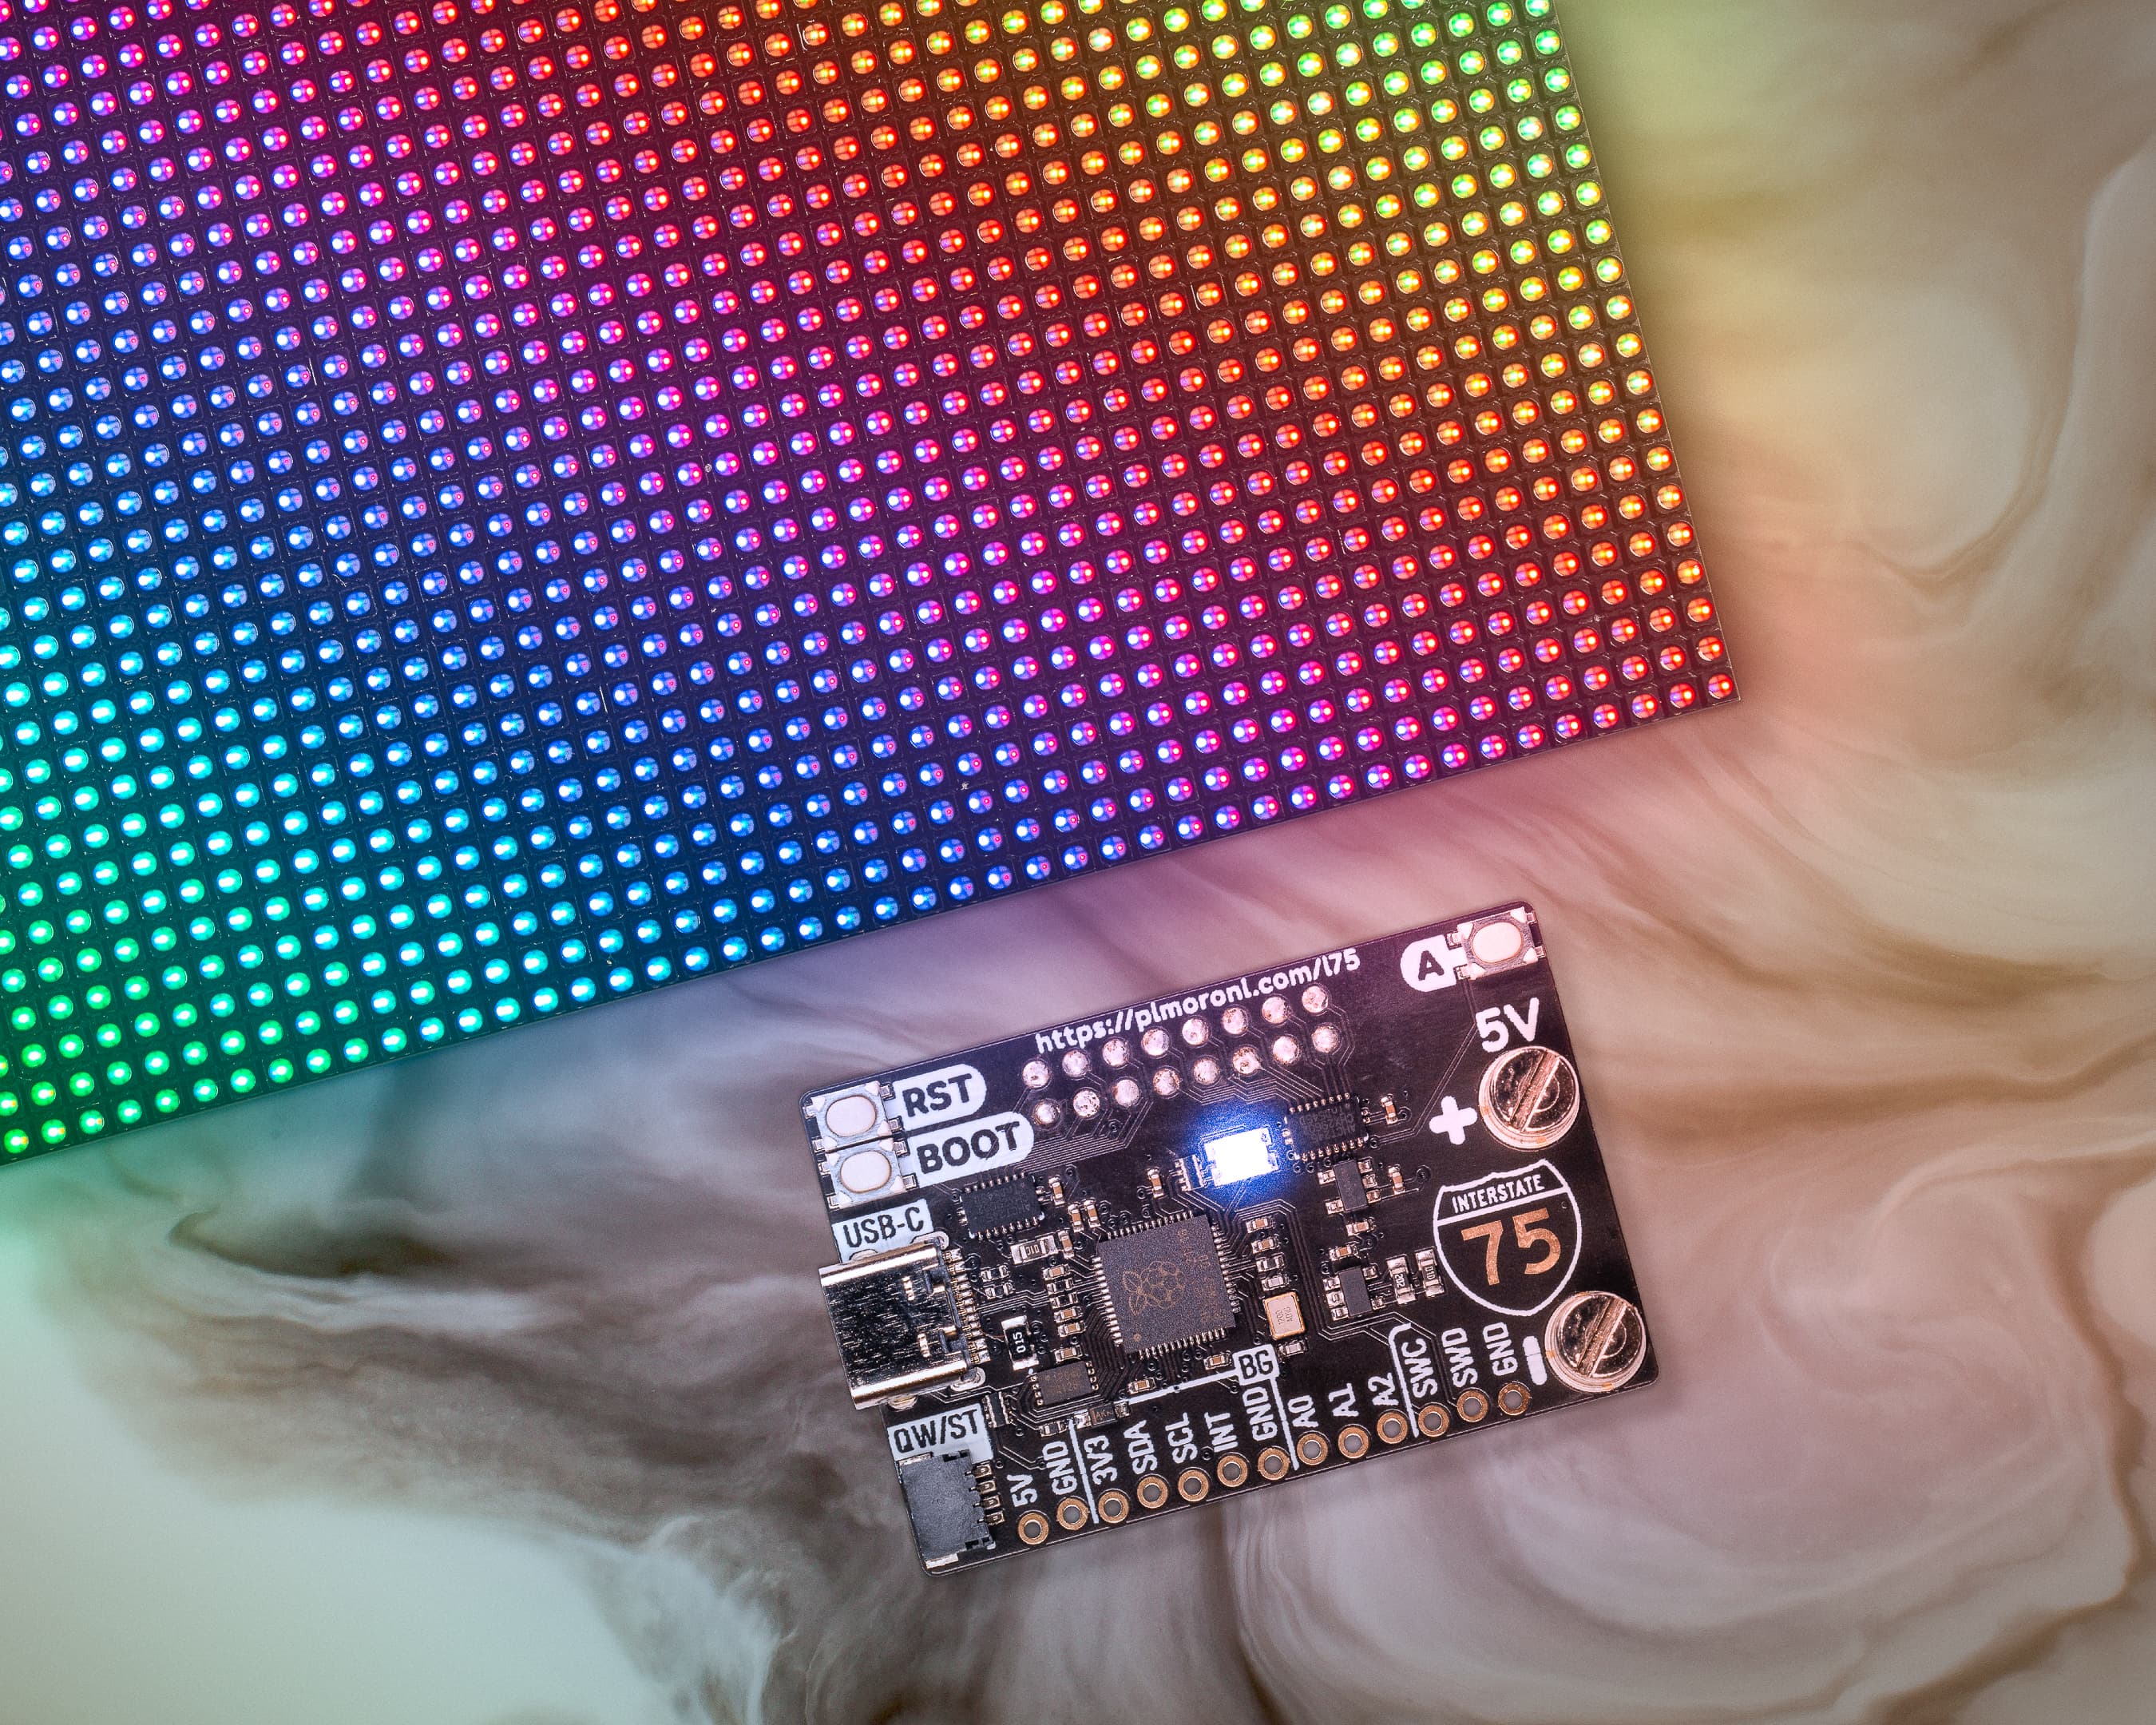 https://pimoroni.com/i75
A
5V
RST
BOOT
+
USB-C
INTERSTATE
75
015
BG
QW/ST
5V
GND
3V3
SDA
SCL
INT
GND
A0
A1
A2
SWC
SWD
GND
-